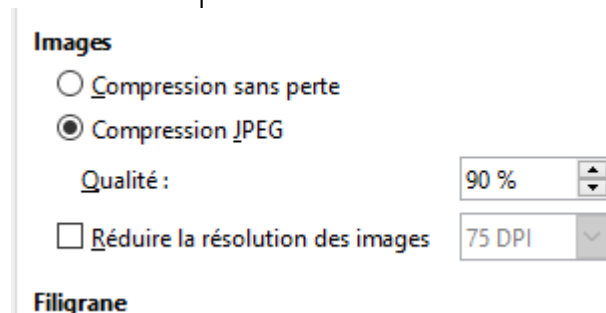 Images
Compression sans perte
Compression JPEG
Qualité : 90 %
Réduire la résolution des images 75 DPI
Filigrane